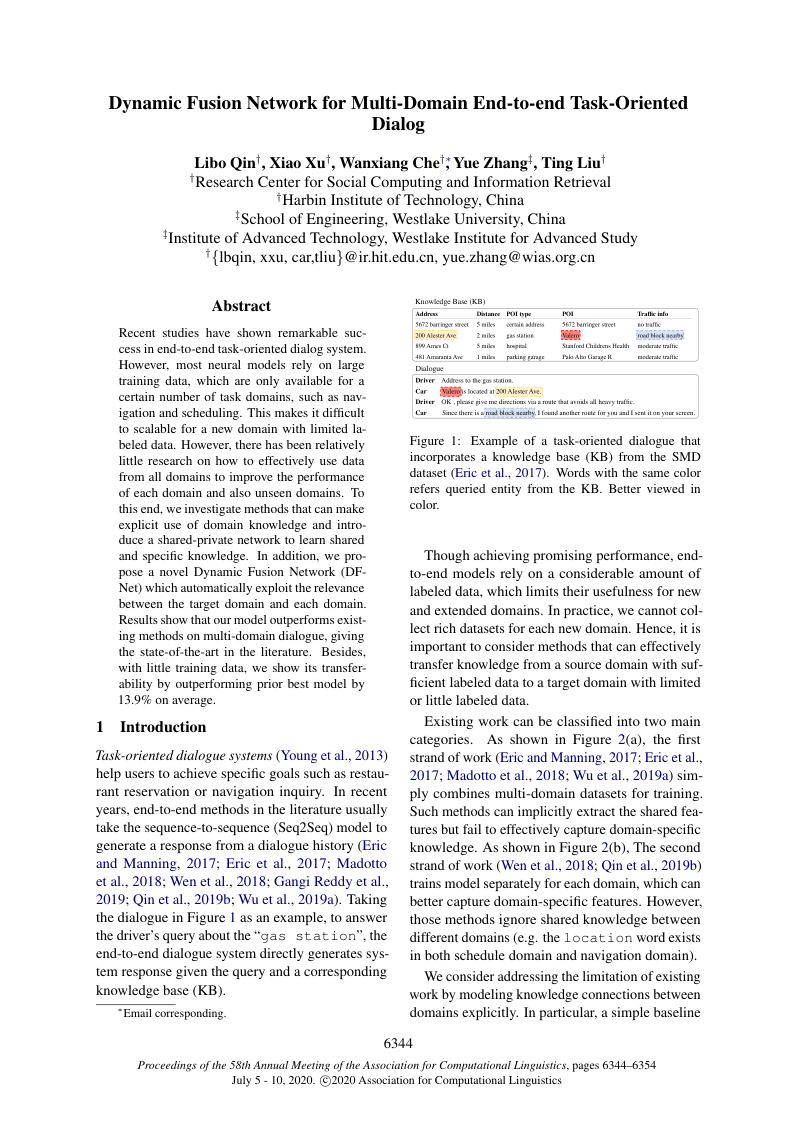 Dynamic Fusion Network for Multi-Domain End-to-end Task-Oriented
Dialog
Libo Qin†, Xiao Xu†, Wanxiang Che†*, Yue Zhang‡, Ting Liu†
†Research Center for Social Computing and Information Retrieval
†Harbin Institute of Technology, China
‡School of Engineering, Westlake University, China
‡Institute of Advanced Technology, Westlake Institute for Advanced Study
†{lbqin, xxu, car,tliu}@ir.hit.edu.cn, yue.zhang@wias.org.cn
Abstract
Recent studies have shown remarkable suc-
cess in end-to-end task-oriented dialog system.
However, most neural models rely on large
training data, which are only available for a
certain number of task domains, such as nav-
igation and scheduling. This makes it difficult
to scalable for a new domain with limited la-
beled data. However, there has been relatively
little research on how to effectively use data
from all domains to improve the performance
of each domain and also unseen domains. To
this end, we investigate methods that can make
explicit use of domain knowledge and intro-
duce a shared-private network to learn shared
and specific knowledge. In addition, we pro-
pose a novel Dynamic Fusion Network (DF-
Net) which automatically exploit the relevance
between the target domain and each domain.
Results show that our model outperforms exist-
ing methods on multi-domain dialogue, giving
the state-of-the-art in the literature. Besides,
with little training data, we show its transfer-
ability by outperforming prior best model by
13.9% on average.
1 Introduction
Task-oriented dialogue systems (Young et al., 2013)
help users to achieve specific goals such as restau-
rant reservation or navigation inquiry. In recent
years, end-to-end methods in the literature usually
take the sequence-to-sequence (Seq2Seq) model to
generate a response from a dialogue history (Eric
and Manning, 2017; Eric et al., 2017; Madotto
et al., 2018; Wen et al., 2018; Gangi Reddy et al.,
2019; Qin et al., 2019b; Wu et al., 2019a). Taking
the dialogue in Figure 1 as an example, to answer
the driver's query about the "gas station", the
end-to-end dialogue system directly generates sys-
tem response given the query and a corresponding
knowledge base (KB).
*Email corresponding.
Knowledge Base (KB)
Address Distance POI type POI Traffic info
5672 barringer street 5 miles certain address 5672 barringer street no traffic
200 Alester Ave. 2 miles gas station Valero road block nearby
899 Ames Ct 5 miles hospital Stanford Childrens Health moderate traffic
481 Amaranta Ave 1 miles parking garage Palo Alto Garage R moderate traffic
Dialogue
Driver Address to the gas station.
Car Valero is located at 200 Alester Ave.
Driver OK , please give me directions via a route that avoids all heavy traffic.
Car Since there is a road block nearby, I found another route for you and I sent it on your screen.
Figure 1: Example of a task-oriented dialogue that
incorporates a knowledge base (KB) from the SMD
dataset (Eric et al., 2017). Words with the same color
refers queried entity from the KB. Better viewed in
color.
Though achieving promising performance, end-
to-end models rely on a considerable amount of
labeled data, which limits their usefulness for new
and extended domains. In practice, we cannot col-
lect rich datasets for each new domain. Hence, it is
important to consider methods that can effectively
transfer knowledge from a source domain with suf-
ficient labeled data to a target domain with limited
or little labeled data.
Existing work can be classified into two main
categories. As shown in Figure 2(a), the first
strand of work (Eric and Manning, 2017; Eric et al.,
2017; Madotto et al., 2018; Wu et al., 2019a) sim-
ply combines multi-domain datasets for training.
Such methods can implicitly extract the shared fea-
tures but fail to effectively capture domain-specific
knowledge. As shown in Figure 2(b), The second
strand of work (Wen et al., 2018; Qin et al., 2019b)
trains model separately for each domain, which can
better capture domain-specific features. However,
those methods ignore shared knowledge between
different domains (e.g. the location word exists
in both schedule domain and navigation domain).
We consider addressing the limitation of existing
work by modeling knowledge connections between
domains explicitly. In particular, a simple baseline
6344
Proceedings of the 58th Annual Meeting of the Association for Computational Linguistics, pages 6344–6354
July 5 - 10, 2020. ©2020 Association for Computational Linguistics